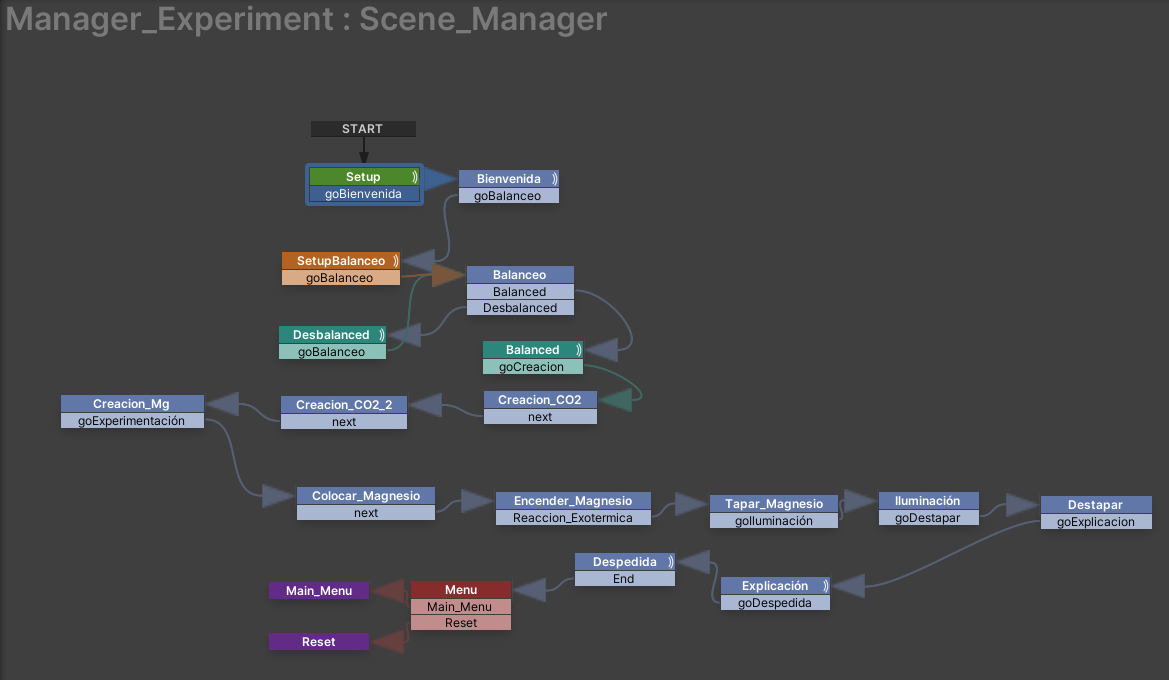 Manager_Experiment : Scene_Manager
START
Setup
goBienvenida
Bienvenida
goBalanceo
SetupBalanceo
goBalanceo
Balanceo
Balanced
Desbalanced
Desbalanced
goBalanceo
Balanced
goCreacion
Creacion_Mg
goExperimentación
Creacion_CO2_2
next
Creacion_CO2
next
Colocar_Magnesio
next
Encender_Magnesio
Reaccion_Exotermica
Tapar_Magnesio
goIluminación
Iluminación
goDestapar
Destapar
goExplicacion
Despedida
End
Explicación
goDespedida
Menu
Main_Menu
Reset
Main_Menu
Reset